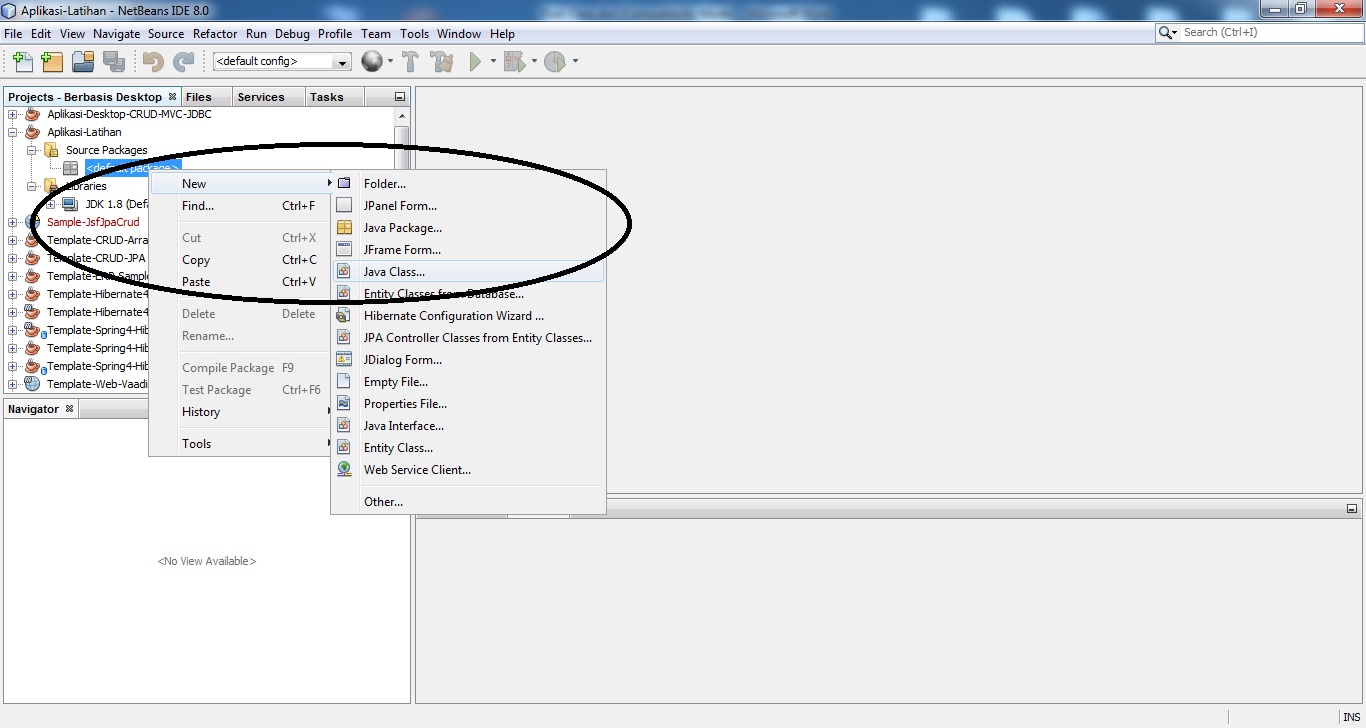 Aplikasi-Latihan - NetBeans IDE 8.0
File Edit View Navigate Source Refactor Run Debug Profile Team Tools Window Help
Search (Ctrl+I)
<default config>
Projects - Berbasis Desktop
Files
Services
Tasks
Aplikasi-Desktop-CRUD-MVC-JDBC
Aplikasi-Latihan
Source Packages
<default package>
Libraries
JDK 1.8 (Defa
Sample-JsfJpaCrud
Template-CRUD-Arra
Template-CRUD-JPA
Template-ERD-Sample
Template-Hibernate4
Template-Hibernate4
Template-Spring4-Hib
Template-Spring4-Hib
Template-Spring4-Hib
Template-Web-Vaadi
New
Find... Ctrl+F
Cut Ctrl+X
Copy Ctrl+C
Paste Ctrl+V
Delete Delete
Rename...
Compile Package F9
Test Package Ctrl+F6
History
Tools
Folder...
JPanel Form...
Java Package...
JFrame Form...
Java Class...
Entity Classes from Database...
Hibernate Configuration Wizard ...
JPA Controller Classes from Entity Classes...
JDialog Form...
Empty File...
Properties File...
Java Interface...
Entity Class...
Web Service Client...
Other...
Navigator
<No View Available>
INS